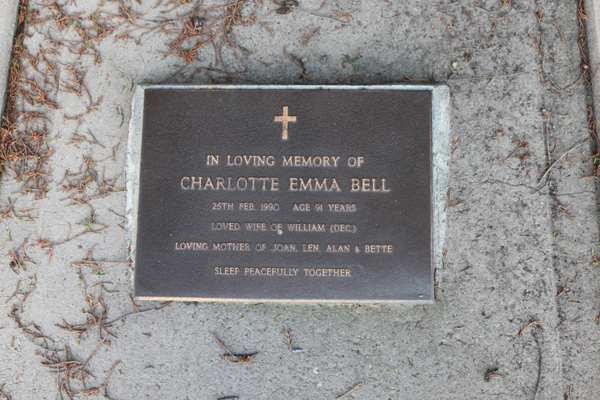 IN LOVING MEMORY OF
CHARLOTTE EMMA BELL
25TH FEB. 1990 AGE 91 YEARS
LOVED WIFE OF WILLIAM (DEC.)
LOVING MOTHER OF JOAN, LEN, ALAN & BETTE
SLEEP PEACEFULLY TOGETHER